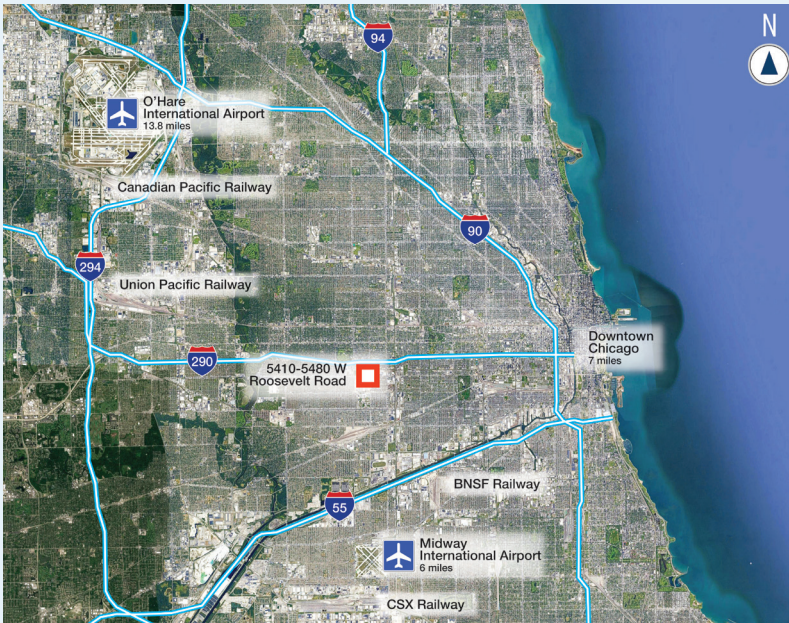 N
94
O'Hare
International Airport
13.8 miles
Canadian Pacific Railway
90
294
Union Pacific Railway
Downtown
Chicago
7 miles
290
5410-5480 W
Roosevelt Road
BNSF Railway
55
Midway
International Airport
6 miles
CSX Railway